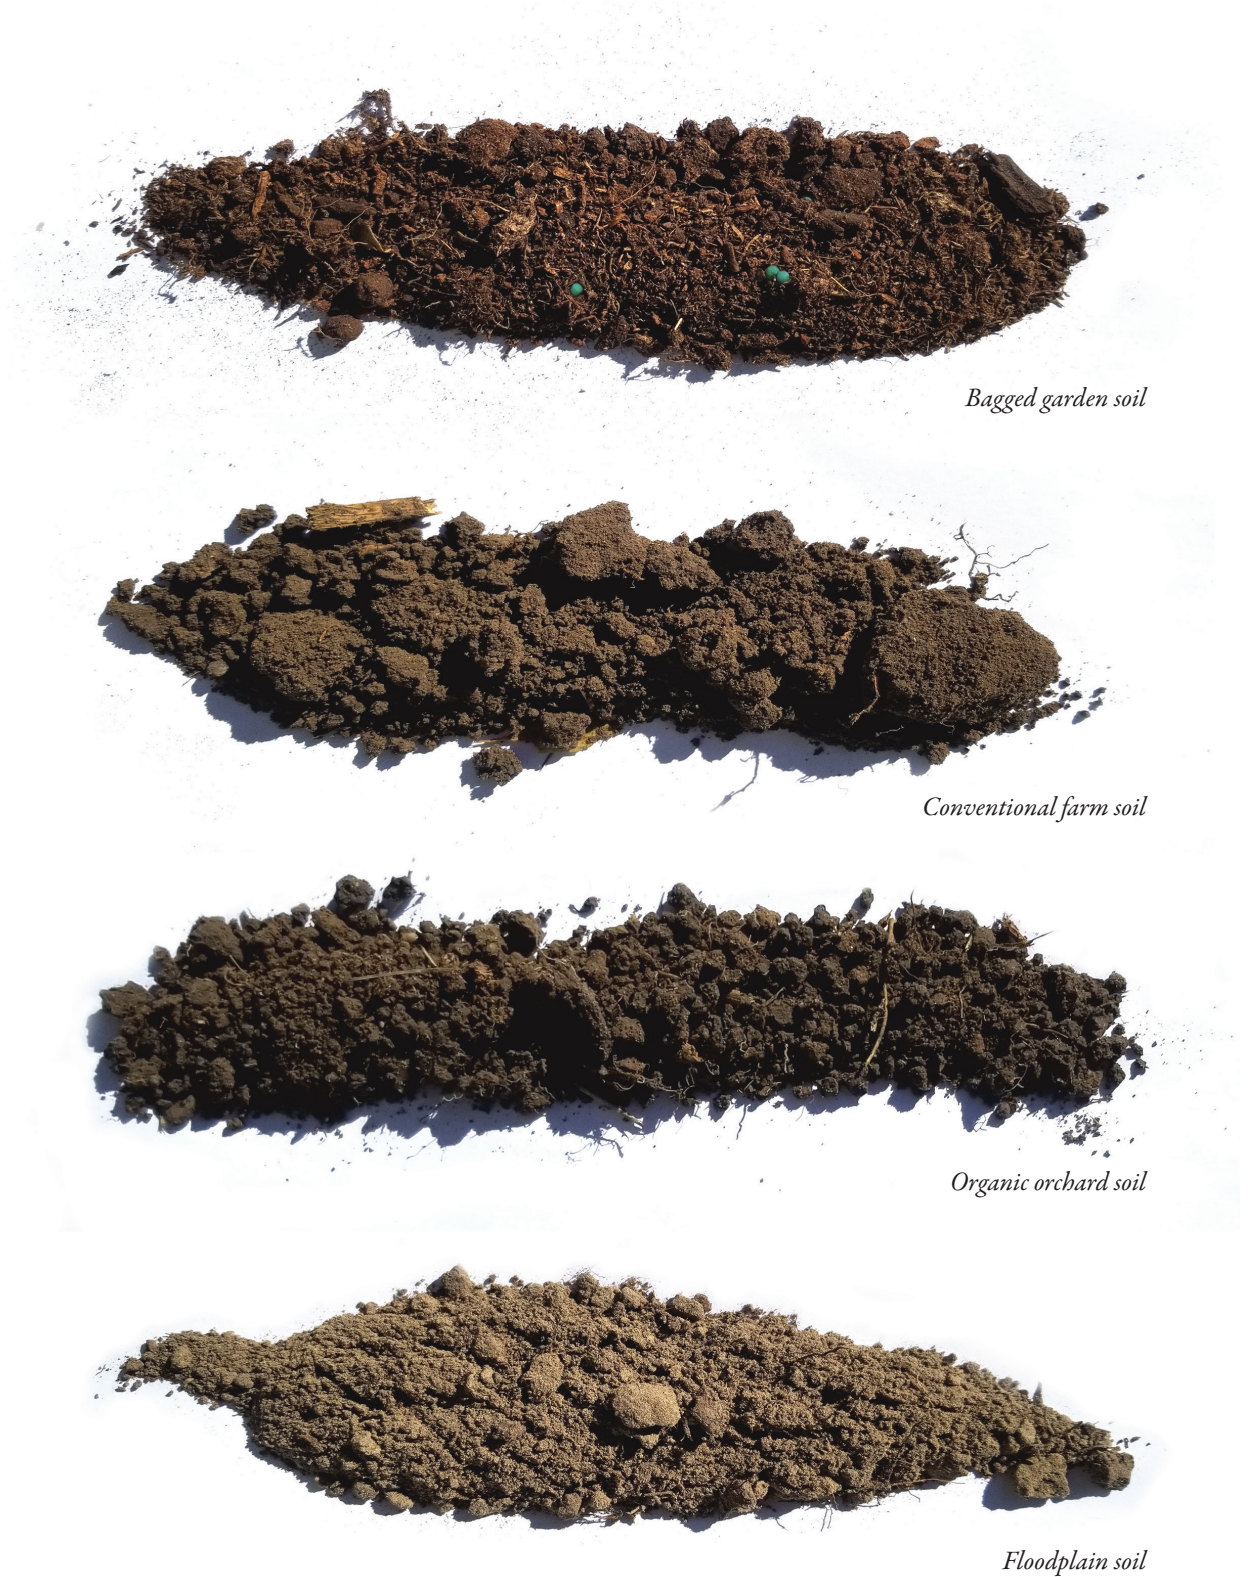 Bagged garden soil
Conventional farm soil
Organic orchard soil
Floodplain soil